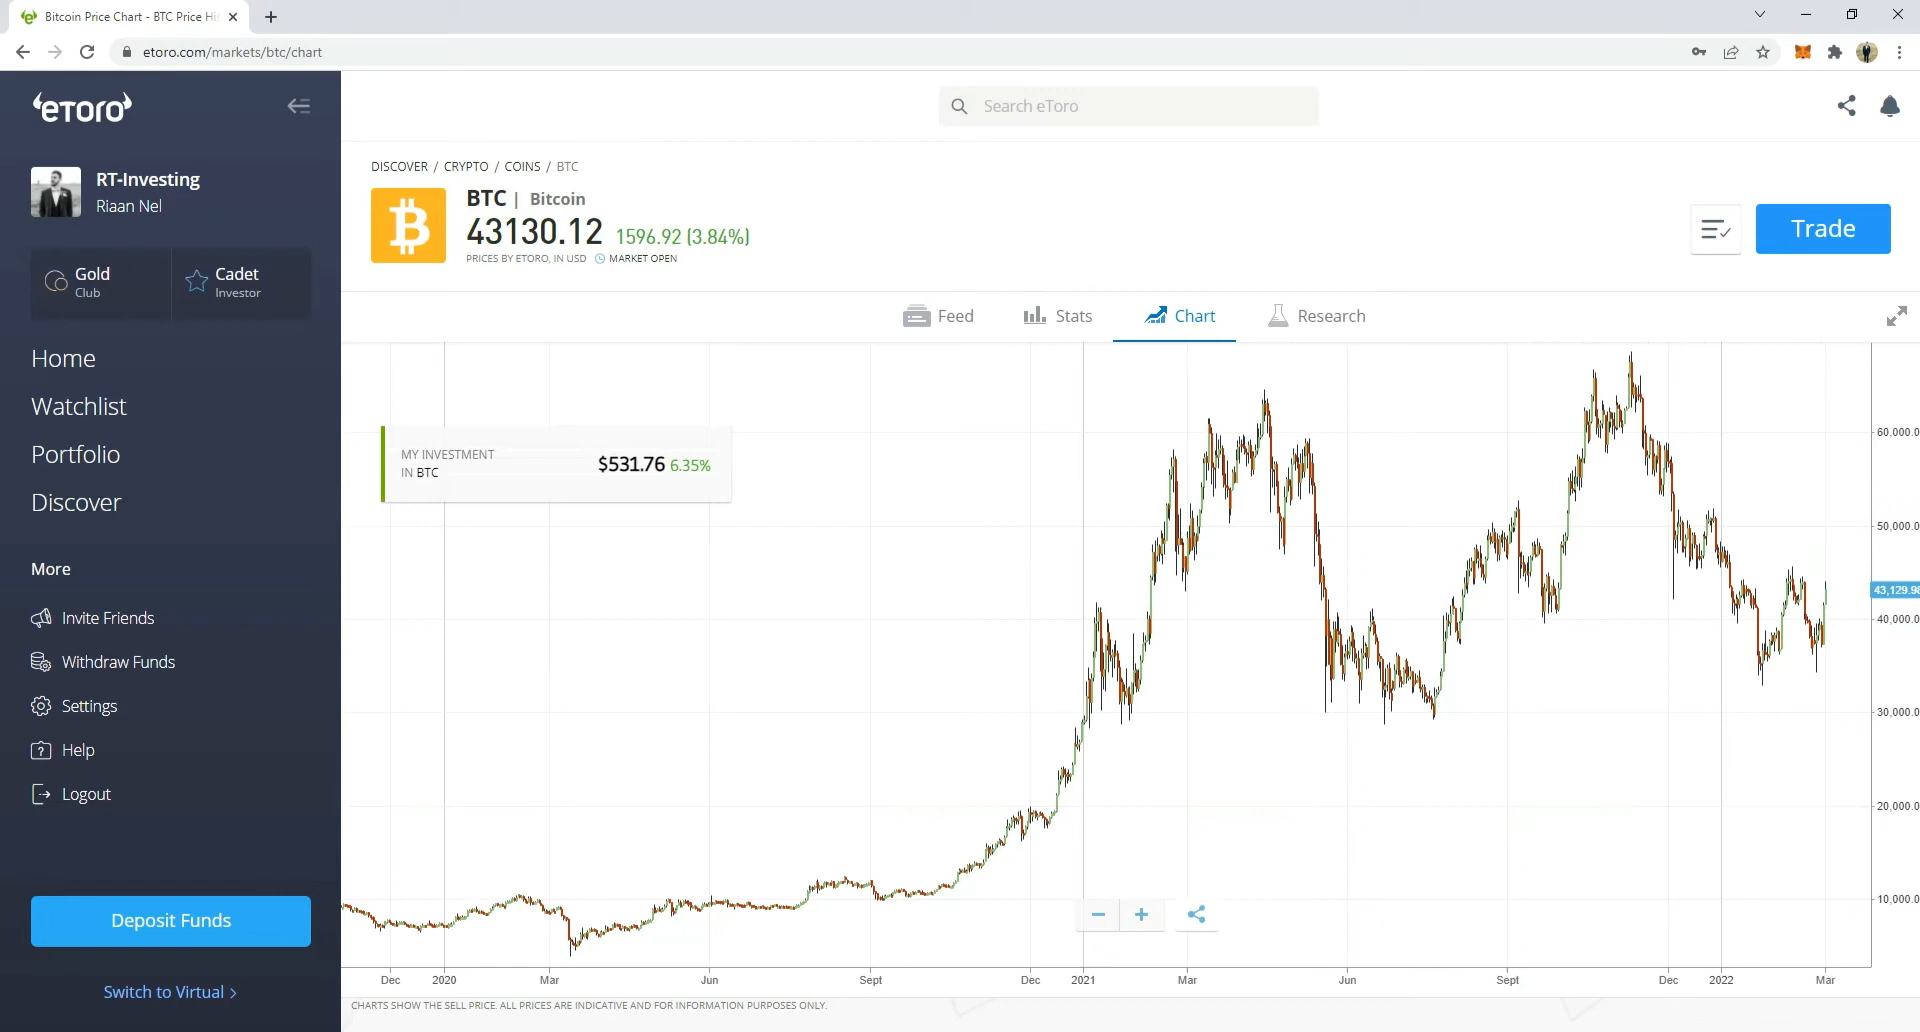 Bitcoin Price Chart - BTC Price Hi
etoro.com/markets/btc/chart
eToro
Search eToro
RT-Investing
Riaan Nel
Gold
Club
Cadet
Investor
Home
Watchlist
Portfolio
Discover
More
Invite Friends
Withdraw Funds
Settings
Help
Logout
Deposit Funds
Switch to Virtual >
DISCOVER / CRYPTO / COINS / BTC
BTC | Bitcoin
43130.12 1596.92 (3.84%)
PRICES BY ETORO, IN USD MARKET OPEN
Trade
Feed Stats Chart Research
MY INVESTMENT
IN BTC
$531.76 6.35%
60,000.0
50,000.0
43,129.98
40,000.0
30,000.0
20,000.0
10,000.0
Dec 2020 Mar Jun Sept Dec 2021 Mar Jun Sept Dec 2022 Mar
CHARTS SHOW THE SELL PRICE. ALL PRICES ARE INDICATIVE AND FOR INFORMATION PURPOSES ONLY.